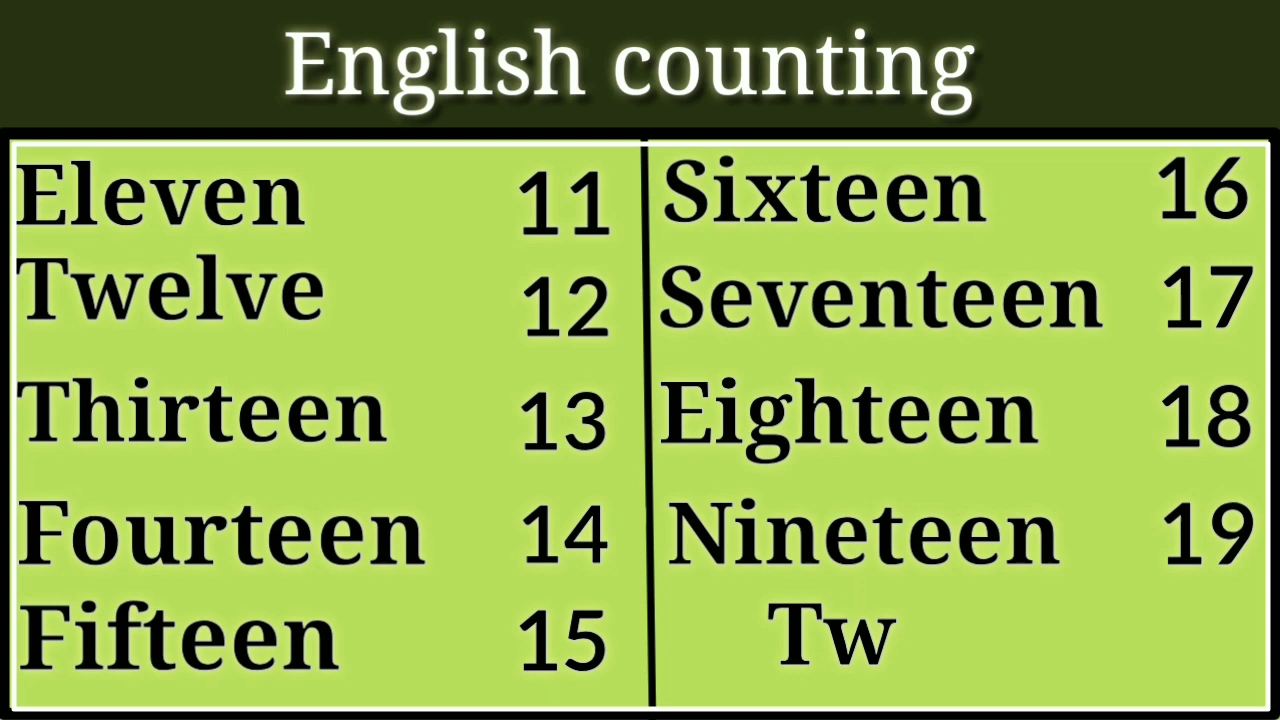 English counting
Eleven 11
Twelve 12
Thirteen 13
Fourteen 14
Fifteen 15
Sixteen 16
Seventeen 17
Eighteen 18
Nineteen 19
Tw